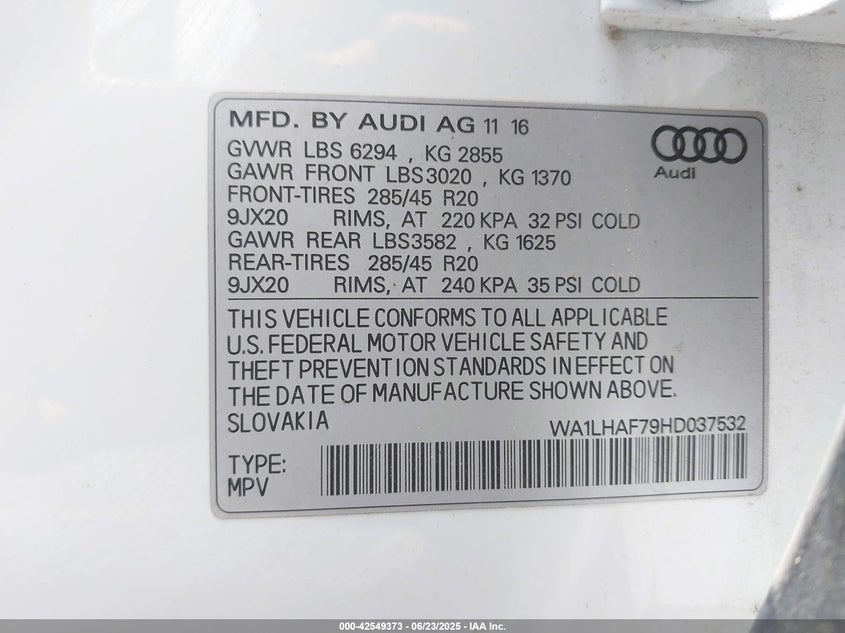 MFD. BY AUDI AG 11 16
GVWR LBS 6294 , KG 2855
GAWR FRONT LBS3020 , KG 1370
FRONT-TIRES 285/45 R20
9JX20 RIMS, AT 220 KPA 32 PSI COLD
GAWR REAR LBS3582 , KG 1625
REAR-TIRES 285/45 R20
9JX20 RIMS, AT 240 KPA 35 PSI COLD
Audi
THIS VEHICLE CONFORMS TO ALL APPLICABLE
U.S. FEDERAL MOTOR VEHICLE SAFETY AND
THEFT PREVENTION STANDARDS IN EFFECT ON
THE DATE OF MANUFACTURE SHOWN ABOVE.
SLOVAKIA WA1LHAF79HD037532
TYPE:
MPV
000-42549373 - 06/23/2025 - IAA Inc.